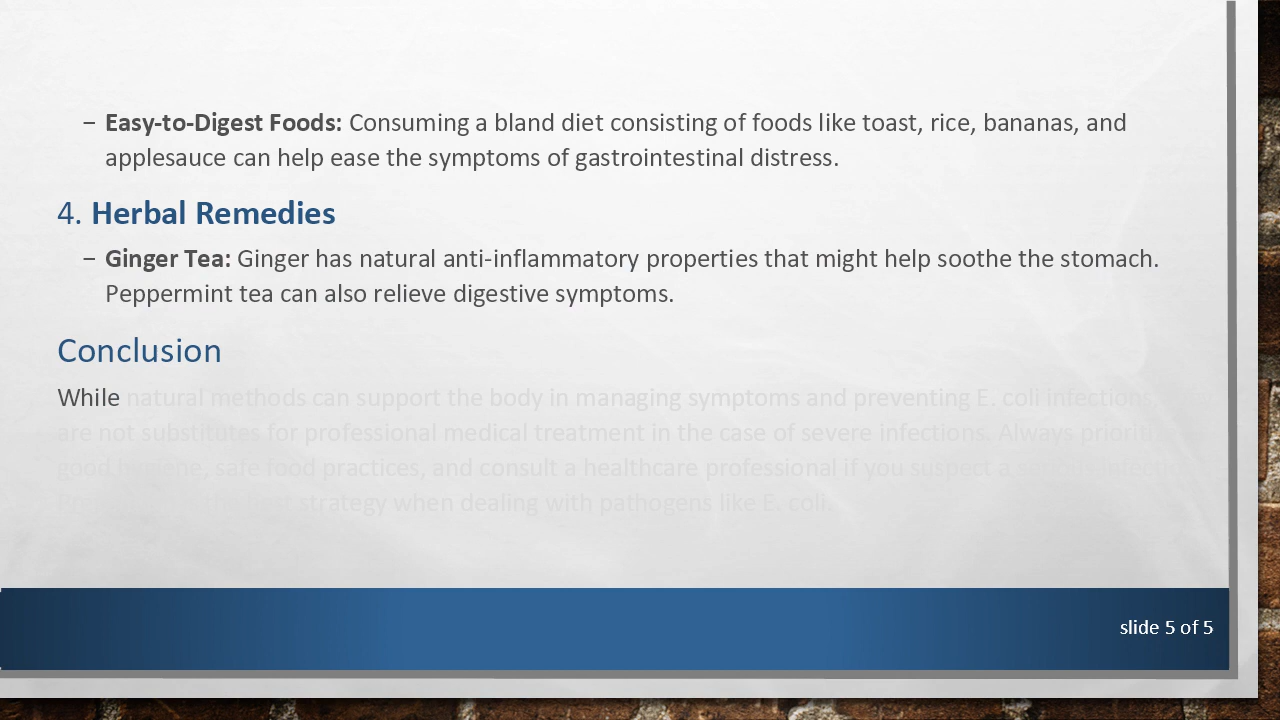 – Easy-to-Digest Foods: Consuming a bland diet consisting of foods like toast, rice, bananas, and
applesauce can help ease the symptoms of gastrointestinal distress.
4. Herbal Remedies
– Ginger Tea: Ginger has natural anti-inflammatory properties that might help soothe the stomach.
Peppermint tea can also relieve digestive symptoms.
Conclusion
While natural methods can support the body in managing symptoms and preventing E. coli infections
are not substitutes for professional medical treatment in the case of severe infections. Always
good hygiene, safe food practices, and consult a healthcare professional if you suspect a
strategy when dealing with pathogens like E. coli.
slide 5 of 5